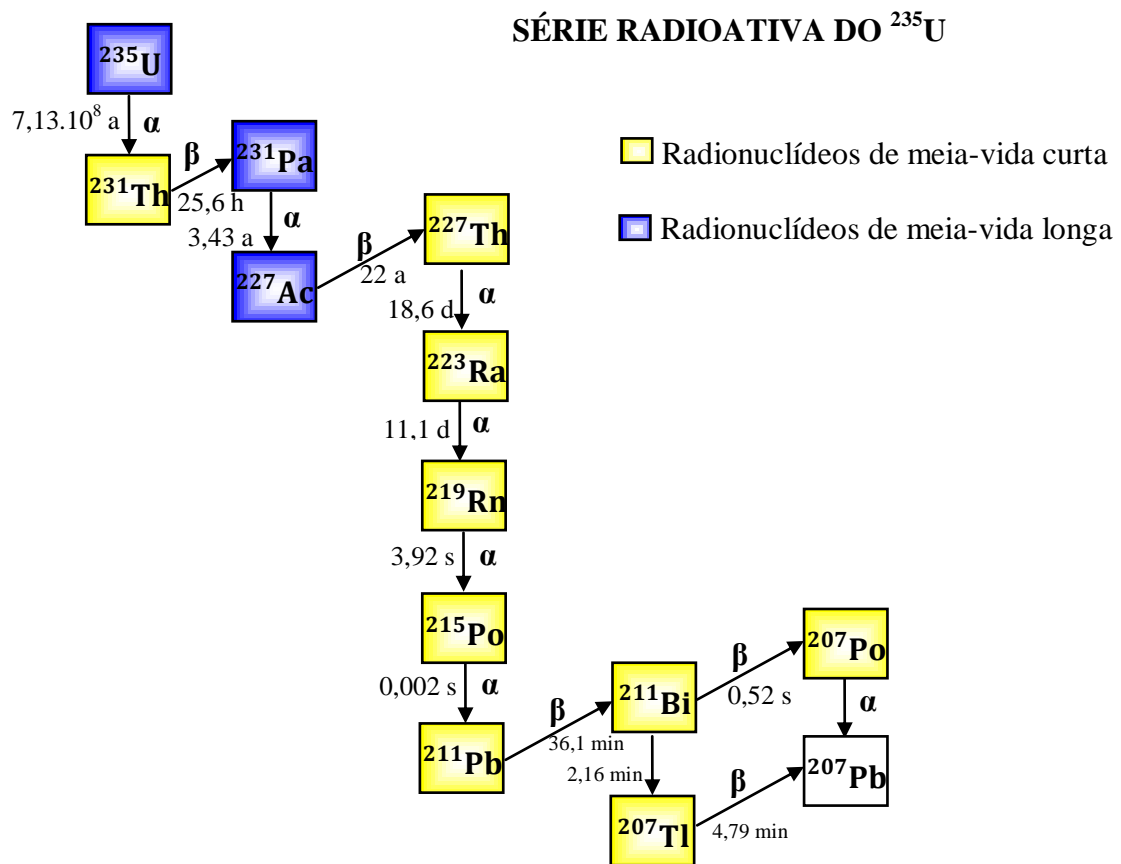 SÉRIE RADIOATIVA DO ²³⁵U
²³⁵U
7,13.10⁸ a α
²³¹Th
β
25,6 h
²³¹Pa
3,43 a α
²²⁷Ac
β
22 a
²²⁷Th
18,6 d α
²²³Ra
11,1 d α
²¹⁹Rn
3,92 s α
²¹⁵Po
0,002 s α
²¹¹Pb
β
36,1 min
²¹¹Bi
β
0,52 s
²⁰⁷Po
α
2,16 min
²⁰⁷Tl
β
4,79 min
²⁰⁷Pb
Radionuclídeos de meia-vida curta
Radionuclídeos de meia-vida longa